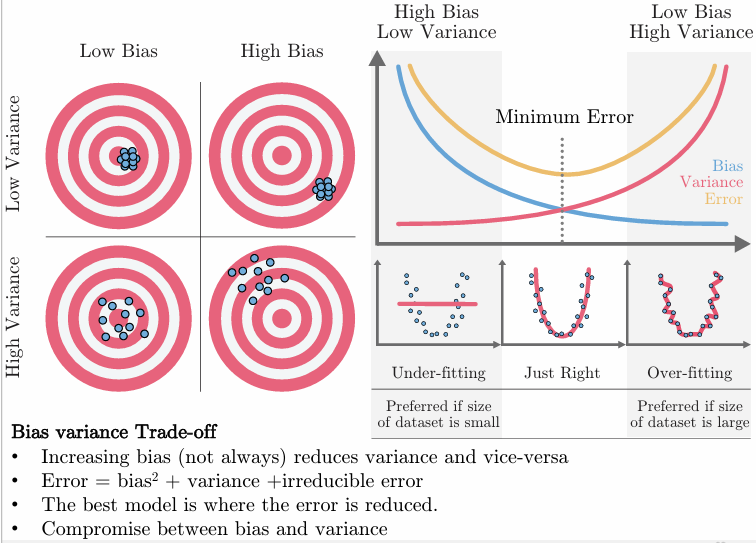 Low Bias
High Bias
Low Variance
High Variance
High Bias
Low Variance
Low Bias
High Variance
Minimum Error
Bias
Variance
Error
Under-fitting
Just Right
Over-fitting
Preferred if size
of dataset is small
Preferred if size
of dataset is large
Bias variance Trade-off
• Increasing bias (not always) reduces variance and vice-versa
• Error = bias² + variance +irreducible error
• The best model is where the error is reduced.
• Compromise between bias and variance